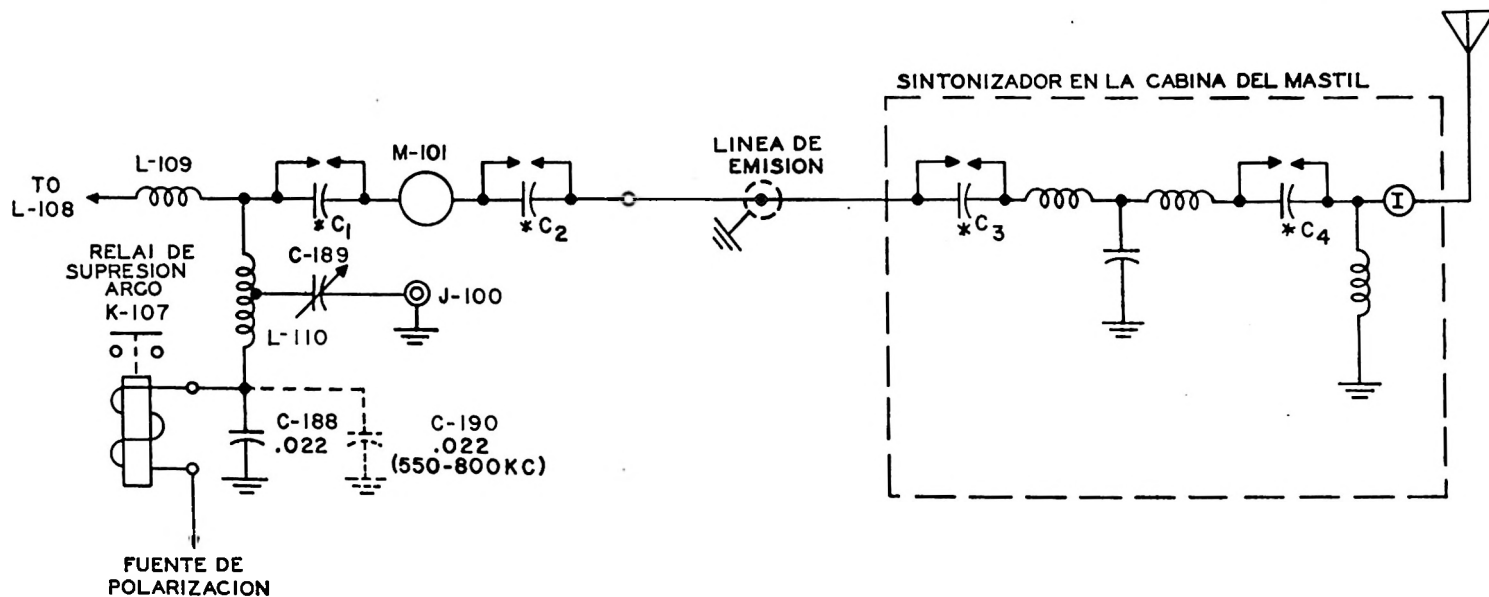 SINTONIZADOR EN LA CABINA DEL MASTIL
L-109
M-101
LINEA DE
EMISION
TO
L-108
*C1
*C2
*C3
*C4
I
RELAI DE
SUPRESION
ARCO
K-107
C-189
J-100
L-110
C-188
.022
C-190
.022
(550-800KC)
FUENTE DE
POLARIZACION